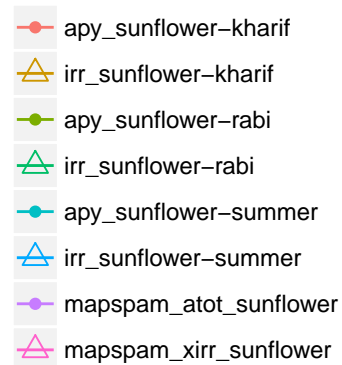 apy_sunflower−kharif
irr_sunflower−kharif
apy_sunflower−rabi
irr_sunflower−rabi
apy_sunflower−summer
irr_sunflower−summer
mapspam_atot_sunflower
mapspam_xirr_sunflower